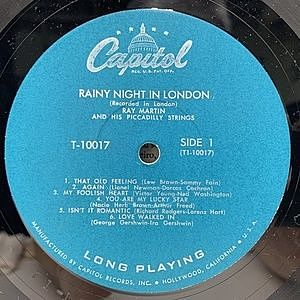 Capitol
REG. U.S. PAT. OFF.
RAINY NIGHT IN LONDON
(Recorded in London)
RAY MARTIN
AND HIS PICCADILLY STRINGS
T-10017
SIDE 1
(T1-10017)
1. THAT OLD FEELING (Lew Brown-Sammy Fain)
2. AGAIN (Lionel Newman-Dorcas Cochran)
3. MY FOOLISH HEART (Victor Young-Ned Washington)
4. YOU ARE MY LUCKY STAR
(Nacio Herb Brown-Arthur Freed)
5. ISN'T IT ROMANTIC (Richard Rodgers-Lorenz Hart)
6. LOVE WALKED IN
(George Gershwin-Ira Gershwin)
LONG PLAYING
MANUFACTURED BY CAPITOL RECORDS, INC. • HOLLYWOOD, CALIFORNIA • U.S.